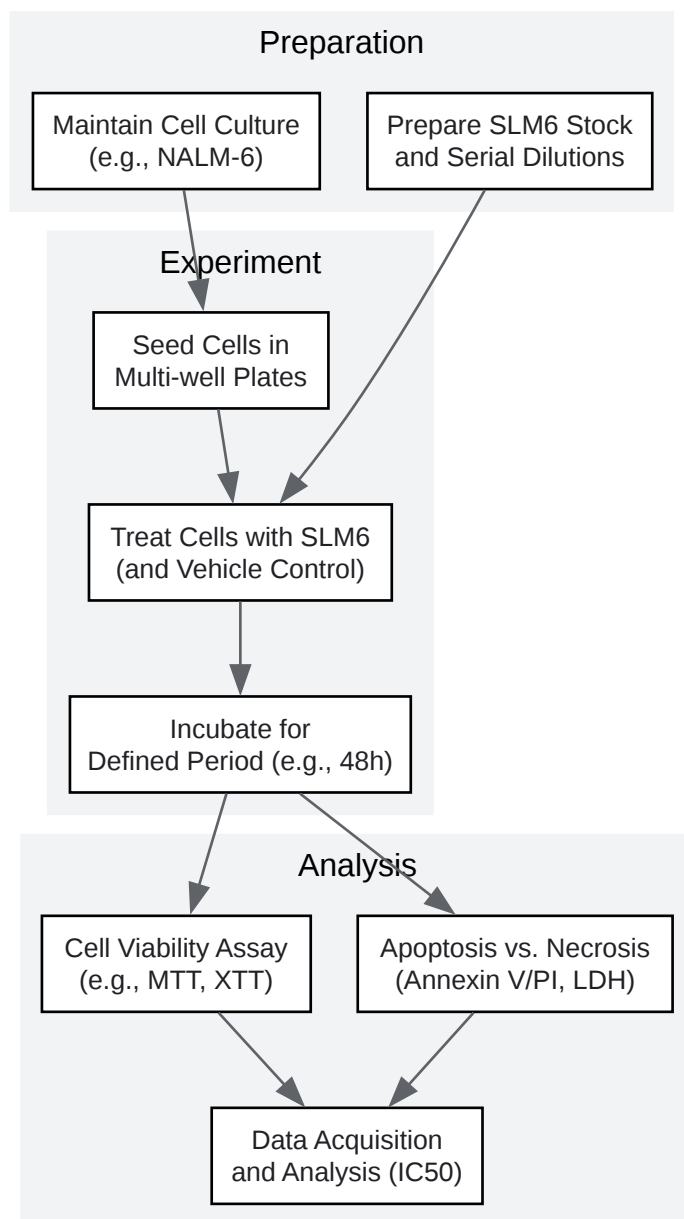 Preparation
Maintain Cell Culture
(e.g., NALM-6)
Prepare SLM6 Stock
and Serial Dilutions
Experiment
Seed Cells in
Multi-well Plates
Treat Cells with SLM6
(and Vehicle Control)
Incubate for
Defined Period (e.g., 48h)
Analysis
Cell Viability Assay
(e.g., MTT, XTT)
Apoptosis vs. Necrosis
(Annexin V/PI, LDH)
Data Acquisition
and Analysis (IC50)